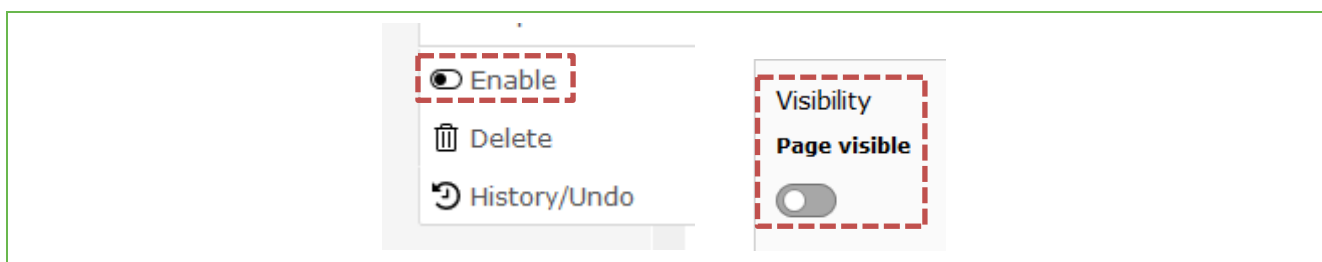 Enable
Delete
History/Undo
Visibility
Page visible